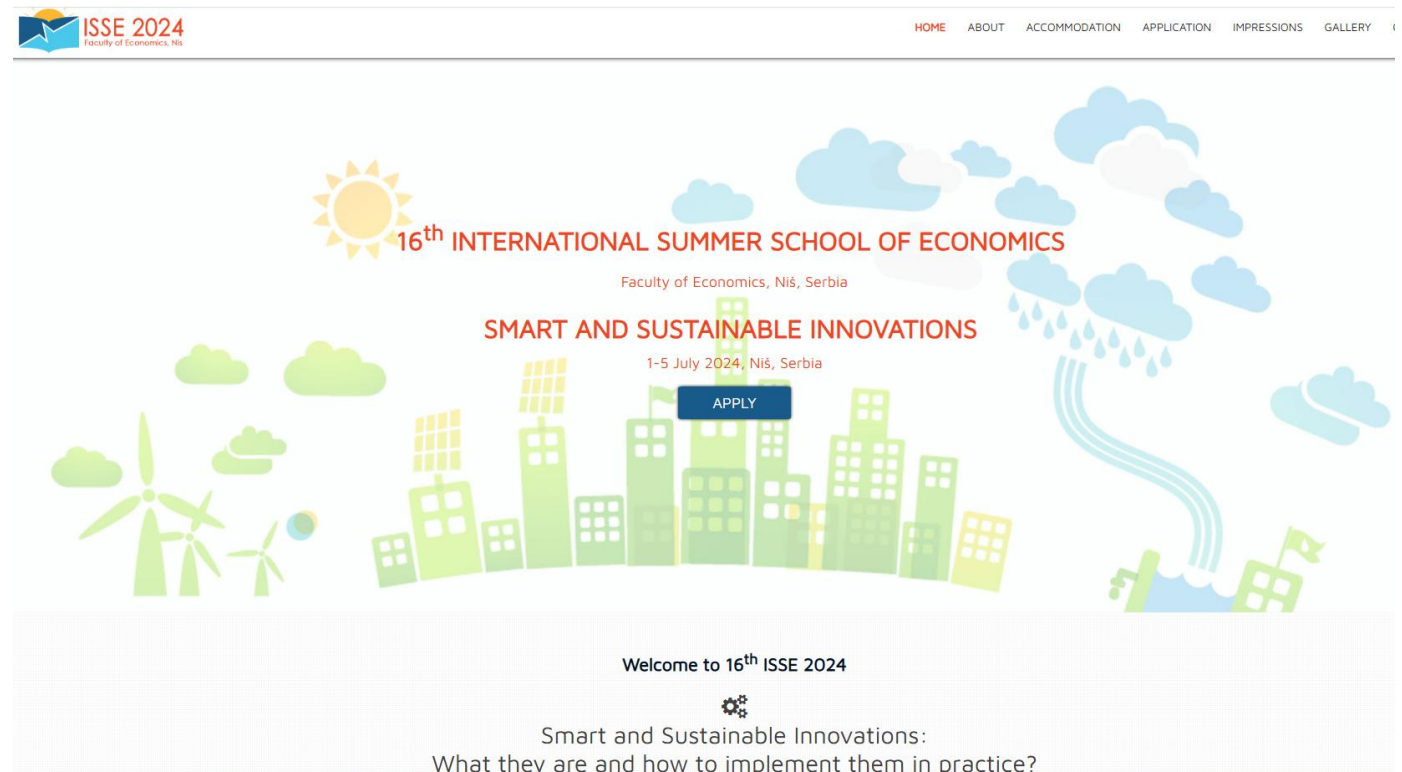 ISSE 2024
Faculty of Economics, Nis
HOME ABOUT ACCOMMODATION APPLICATION IMPRESSIONS GALLERY
16th INTERNATIONAL SUMMER SCHOOL OF ECONOMICS
Faculty of Economics, Niš, Serbia
SMART AND SUSTAINABLE INNOVATIONS
1-5 July 2024, Niš, Serbia
APPLY
Welcome to 16th ISSE 2024
Smart and Sustainable Innovations:
What they are and how to implement them in practice?